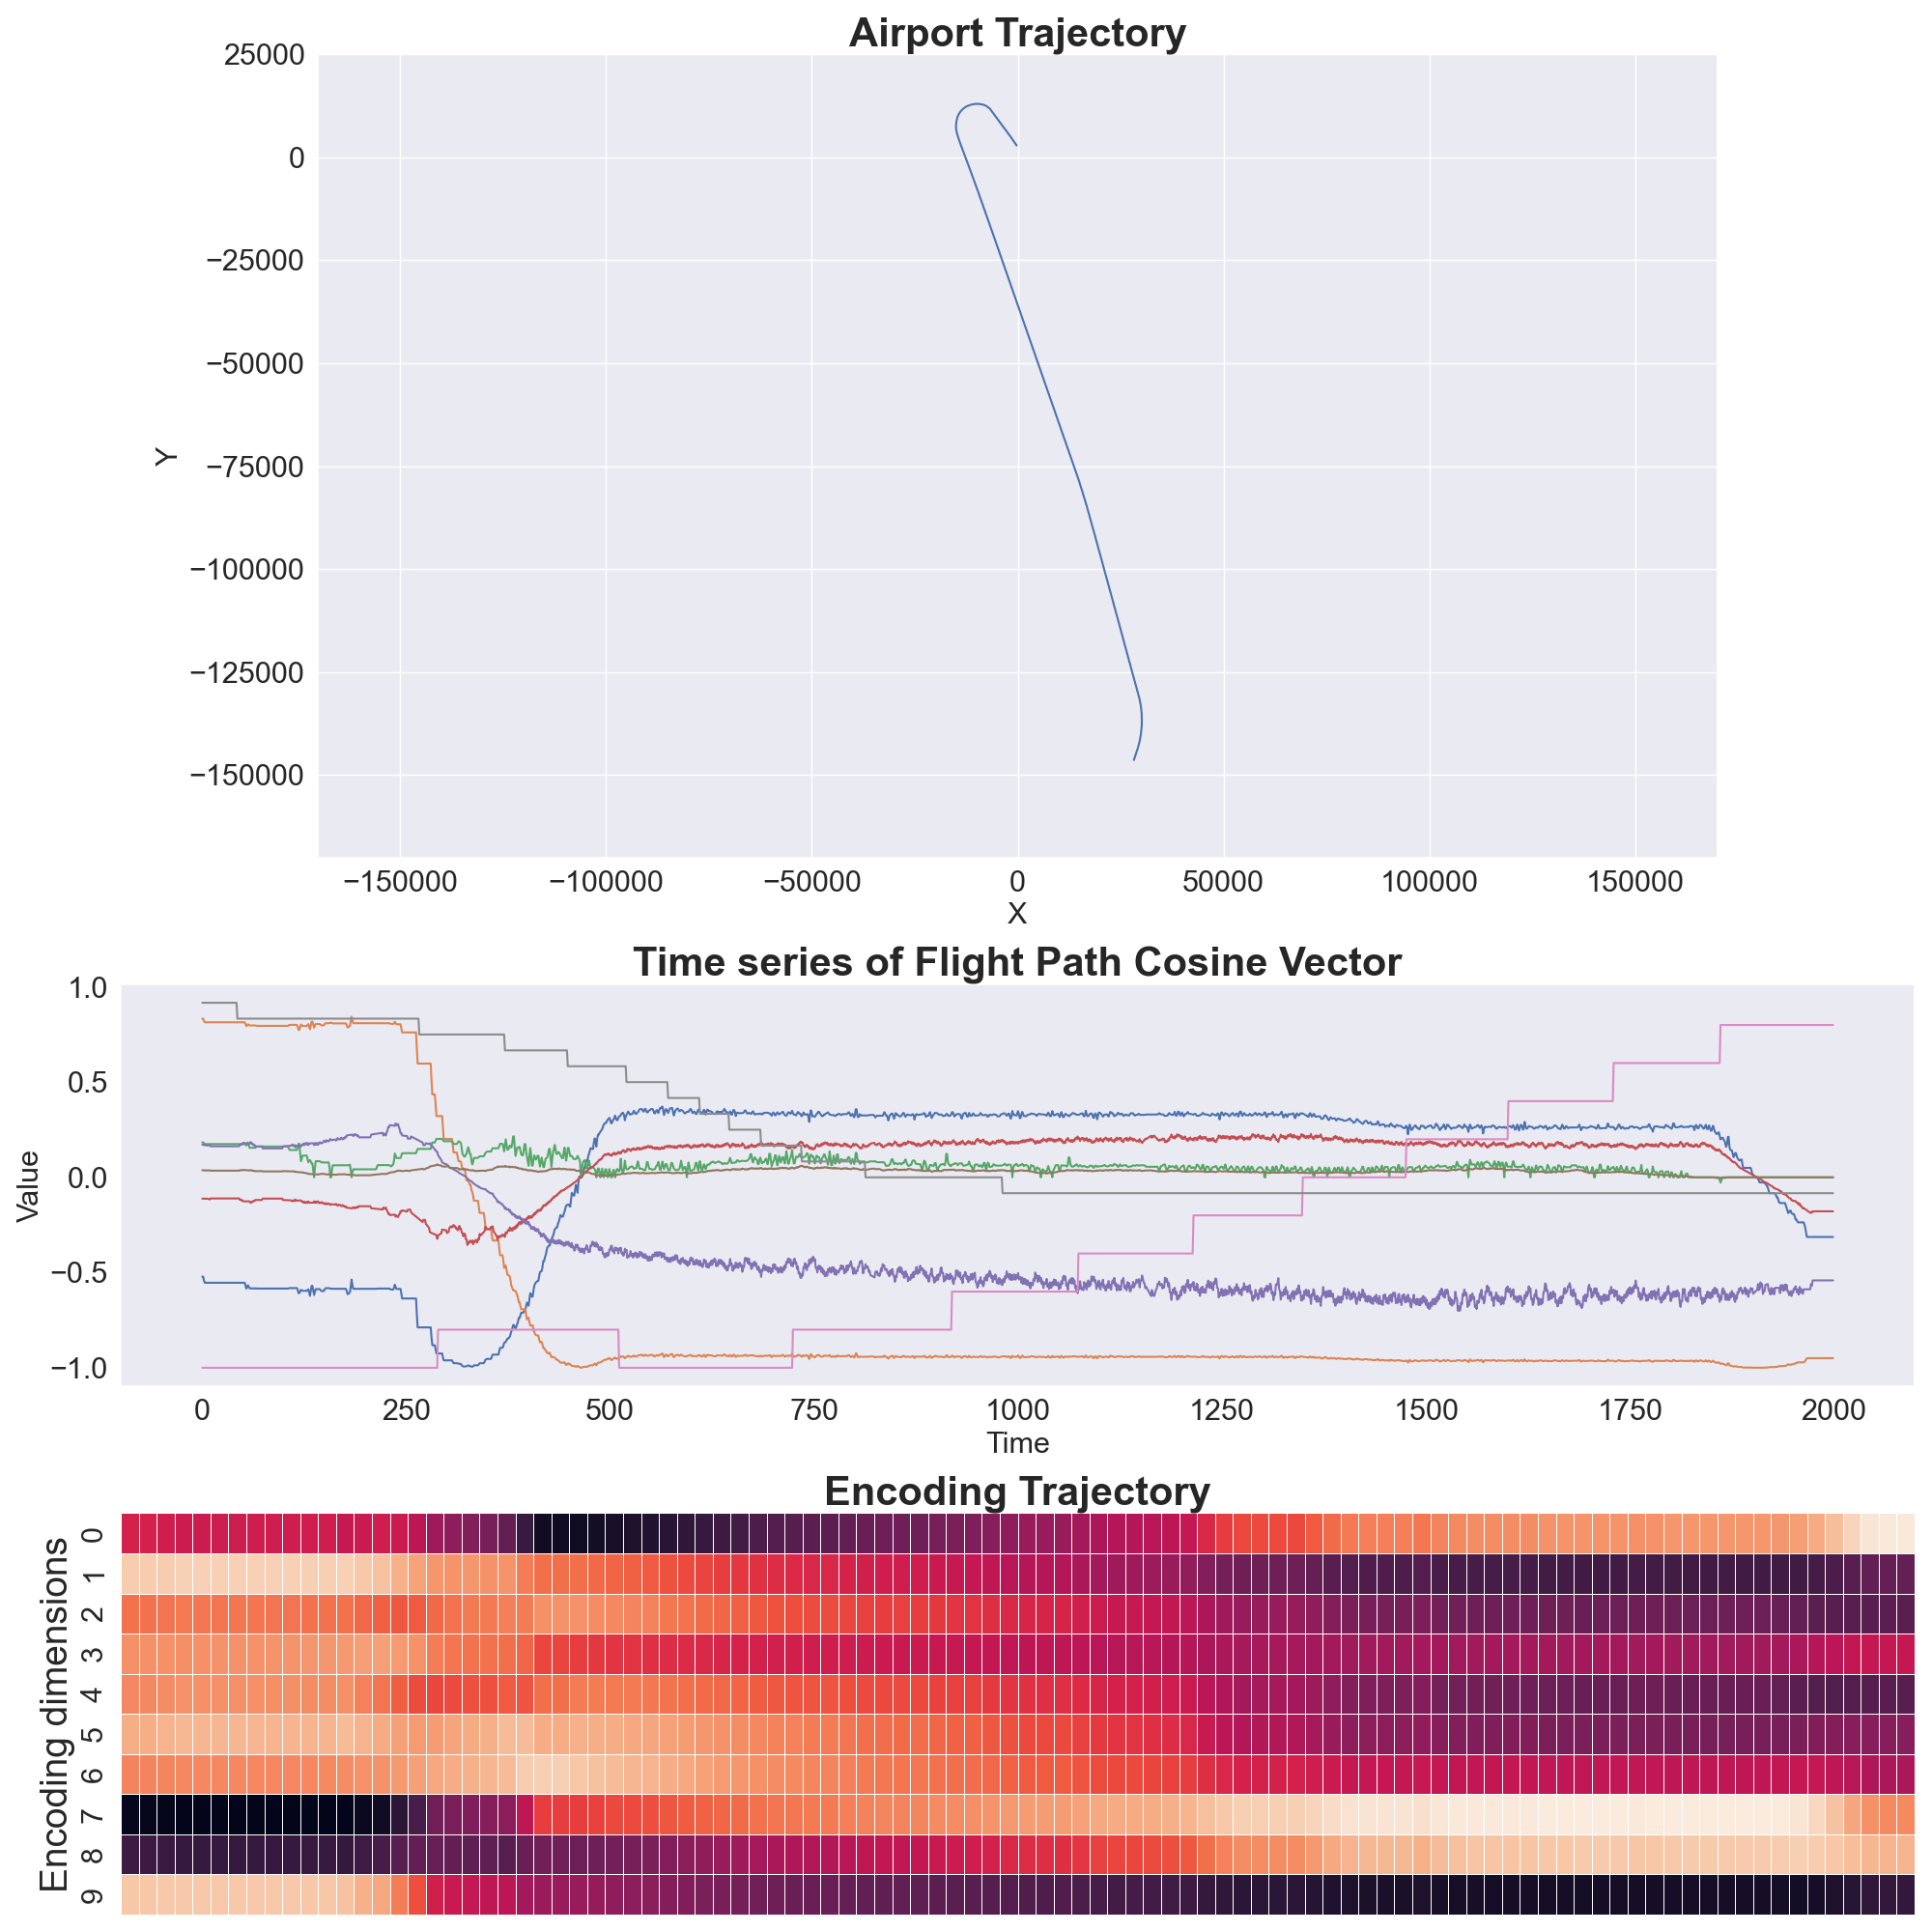 Airport Trajectory
25000
0
−25000
−50000
−75000
−100000
−125000
−150000
Y
−150000 −100000 −50000 0 50000 100000 150000
X
Time series of Flight Path Cosine Vector
1.0
0.5
0.0
−0.5
−1.0
Value
0 250 500 750 1000 1250 1500 1750 2000
Time
Encoding Trajectory
Encoding dimensions
0
1
2
3
4
5
6
7
8
9